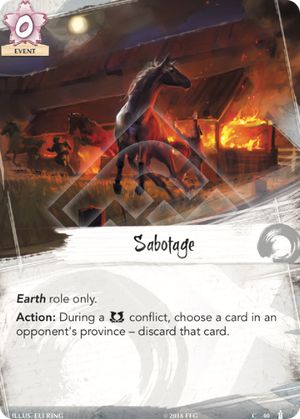 0
EVENT
Sabotage
Earth role only.
Action: During a conflict, choose a card in an
opponent's province – discard that card.
ILLUS: ELI RING
©2018 FFG
C 40